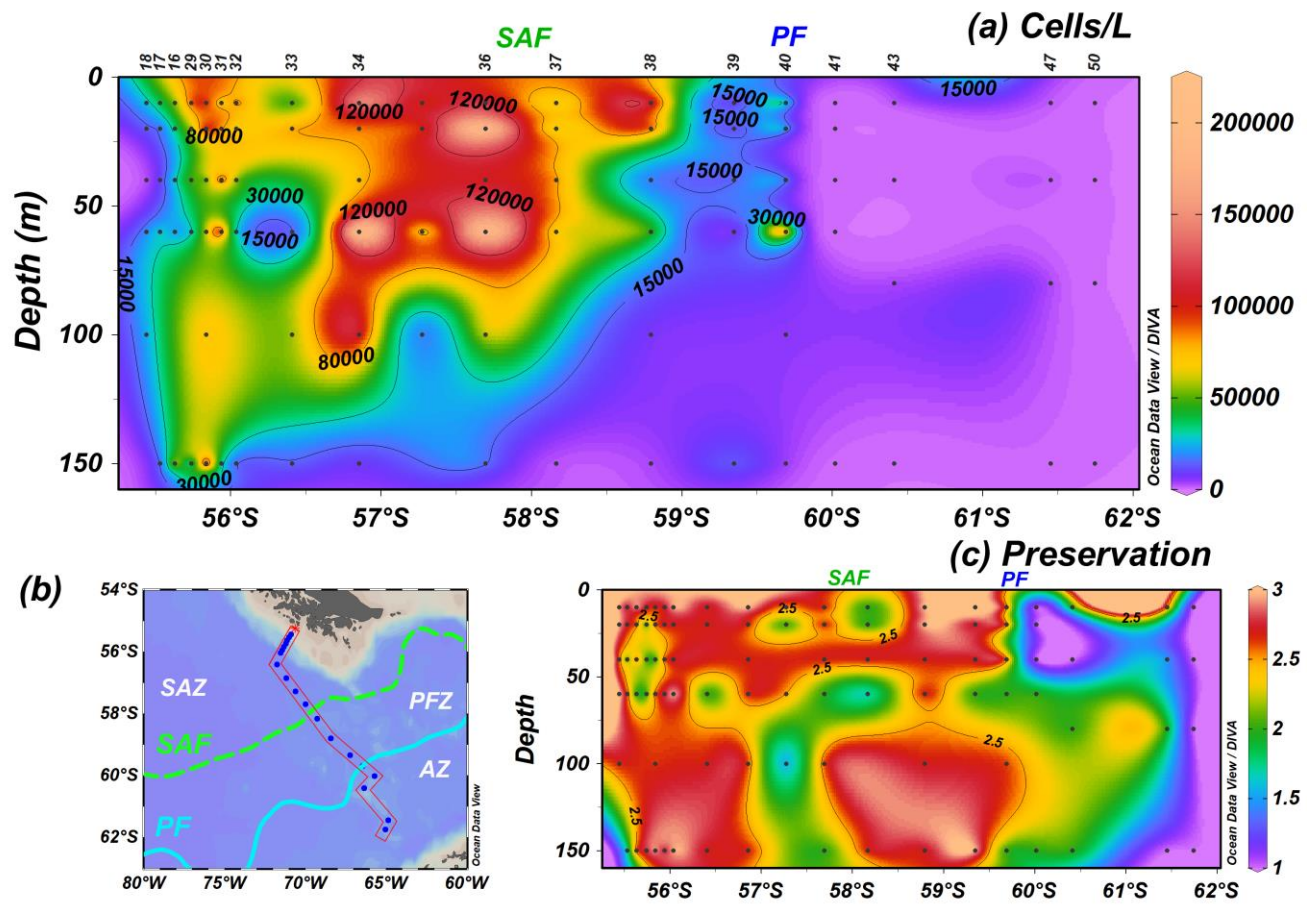 (a) Cells/L
SAF PF
18 17 16 29 30 31 32 33 34 36 37 38 39 40 41 43 47 50
0
50
100
150
Depth (m)
80000
120000
120000
15000
15000
15000
30000
15000
120000
120000
15000
30000
15000
15000
80000
30000
200000
150000
100000
50000
0
Ocean Data View / DIVA
56°S 57°S 58°S 59°S 60°S 61°S 62°S
(b)
54°S
56°S
58°S
60°S
62°S
SAZ
PFZ
SAF
AZ
PF
Ocean Data View
80°W 75°W 70°W 65°W 60°W
(c) Preservation
SAF PF
0
50
100
150
Depth
2.5
2.5
2.5
2.5
2.5
2.5
3
2.5
2
1.5
1
Ocean Data View / DIVA
56°S 57°S 58°S 59°S 60°S 61°S 62°S